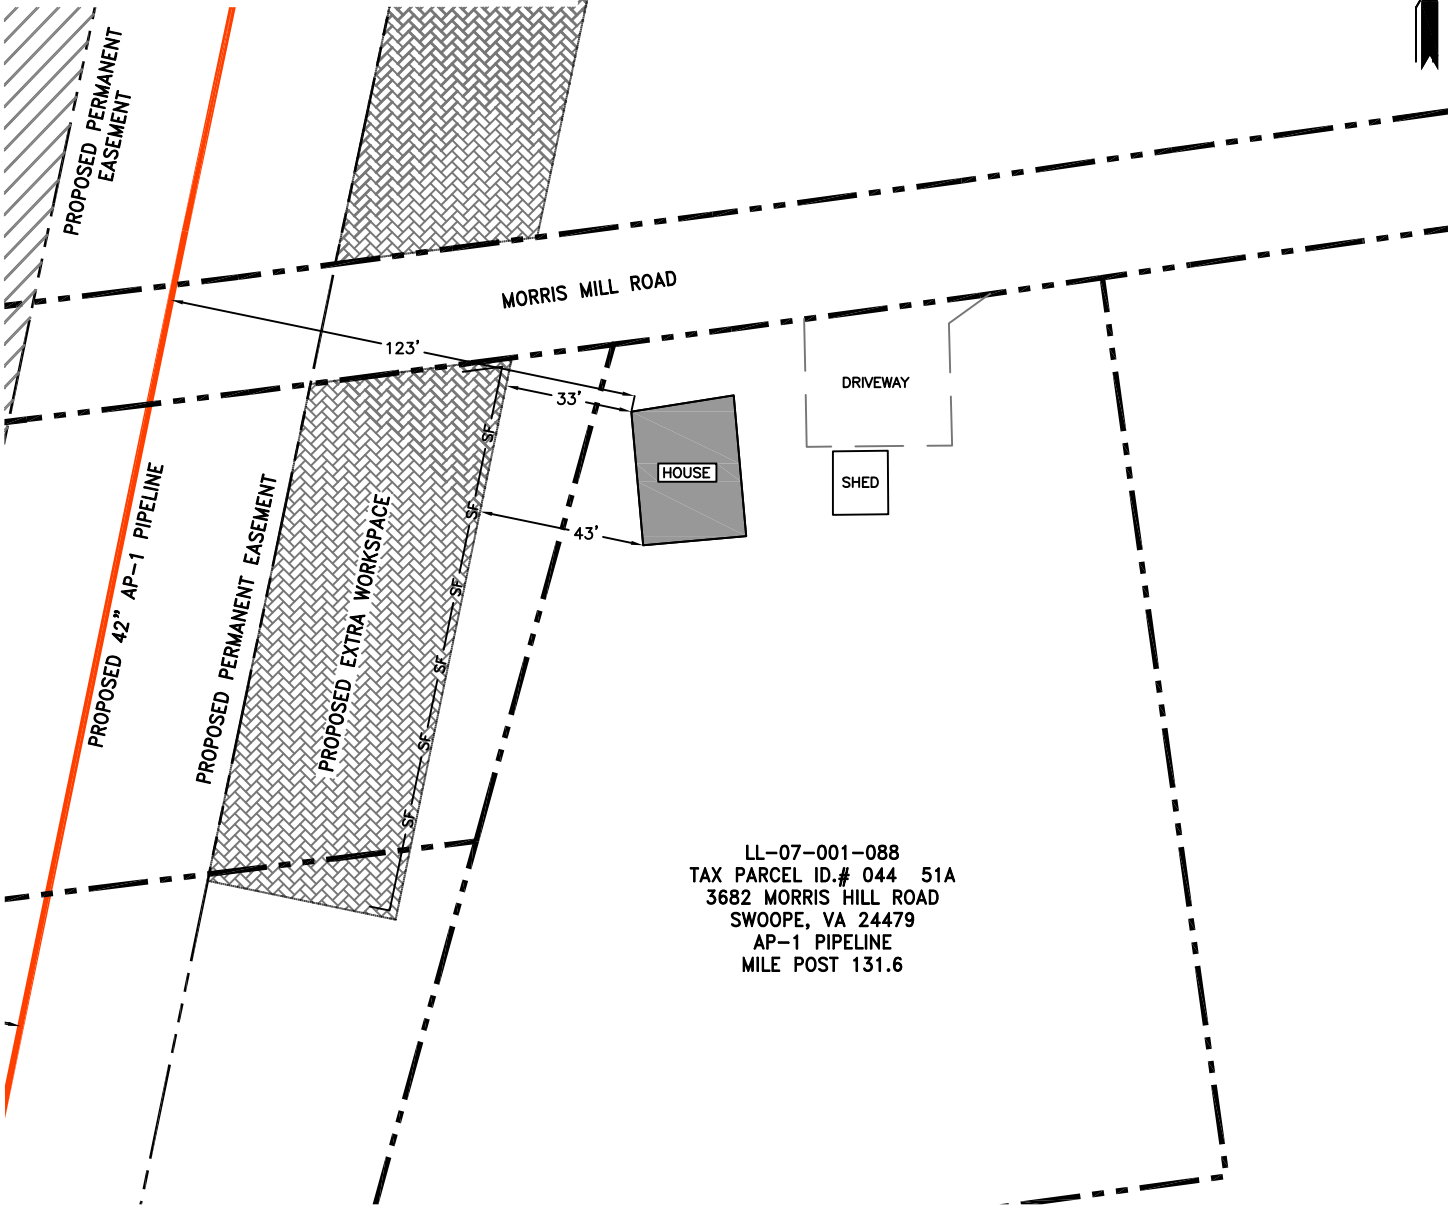 PROPOSED PERMANENT
EASEMENT
MORRIS MILL ROAD
123'
33'
DRIVEWAY
HOUSE
SHED
43'
PROPOSED 42" AP-1 PIPELINE
PROPOSED PERMANENT EASEMENT
PROPOSED EXTRA WORKSPACE
SF
SF
SF
SF
SF
SF
LL-07-001-088
TAX PARCEL ID.# 044 51A
3682 MORRIS HILL ROAD
SWOOPE, VA 24479
AP-1 PIPELINE
MILE POST 131.6